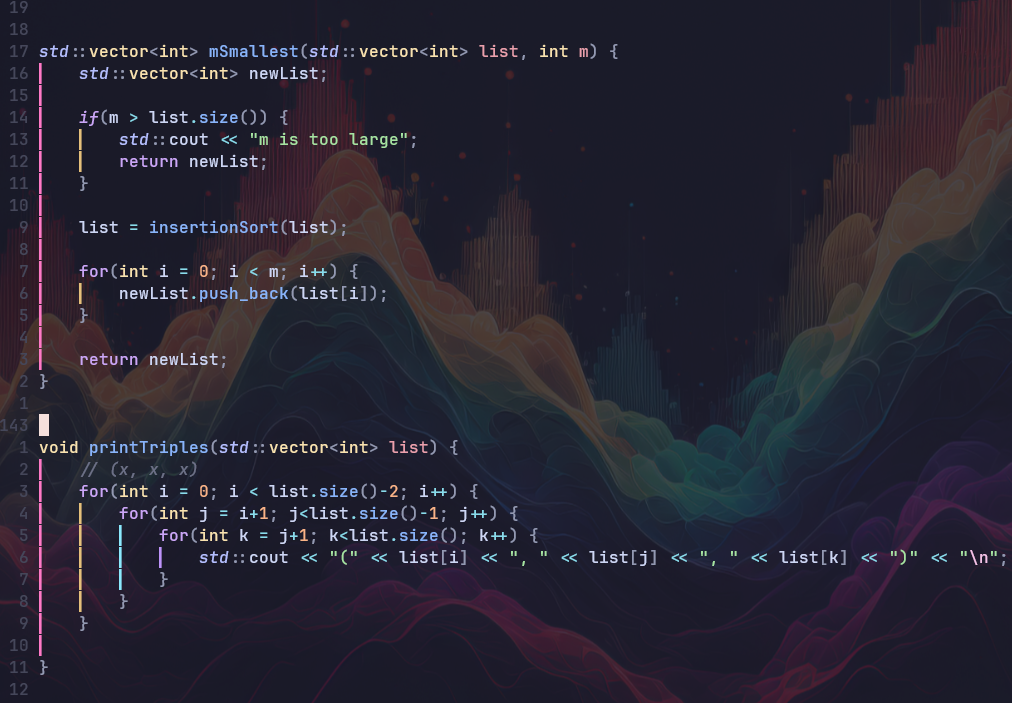 19
18
17 std::vector<int> mSmallest(std::vector<int> list, int m) {
16     std::vector<int> newList;
15
14     if(m > list.size()) {
13         std::cout << "m is too large";
12         return newList;
11     }
10
9     list = insertionSort(list);
8
7     for(int i = 0; i < m; i++) {
6         newList.push_back(list[i]);
5     }
4
3     return newList;
2 }
1
143
1 void printTriples(std::vector<int> list) {
2     // (x, x, x)
3     for(int i = 0; i < list.size()-2; i++) {
4         for(int j = i+1; j<list.size()-1; j++) {
5             for(int k = j+1; k<list.size(); k++) {
6                 std::cout << "(" << list[i] << ", " << list[j] << ", " << list[k] << ")" << "\n";
7             }
8         }
9     }
10
11 }
12